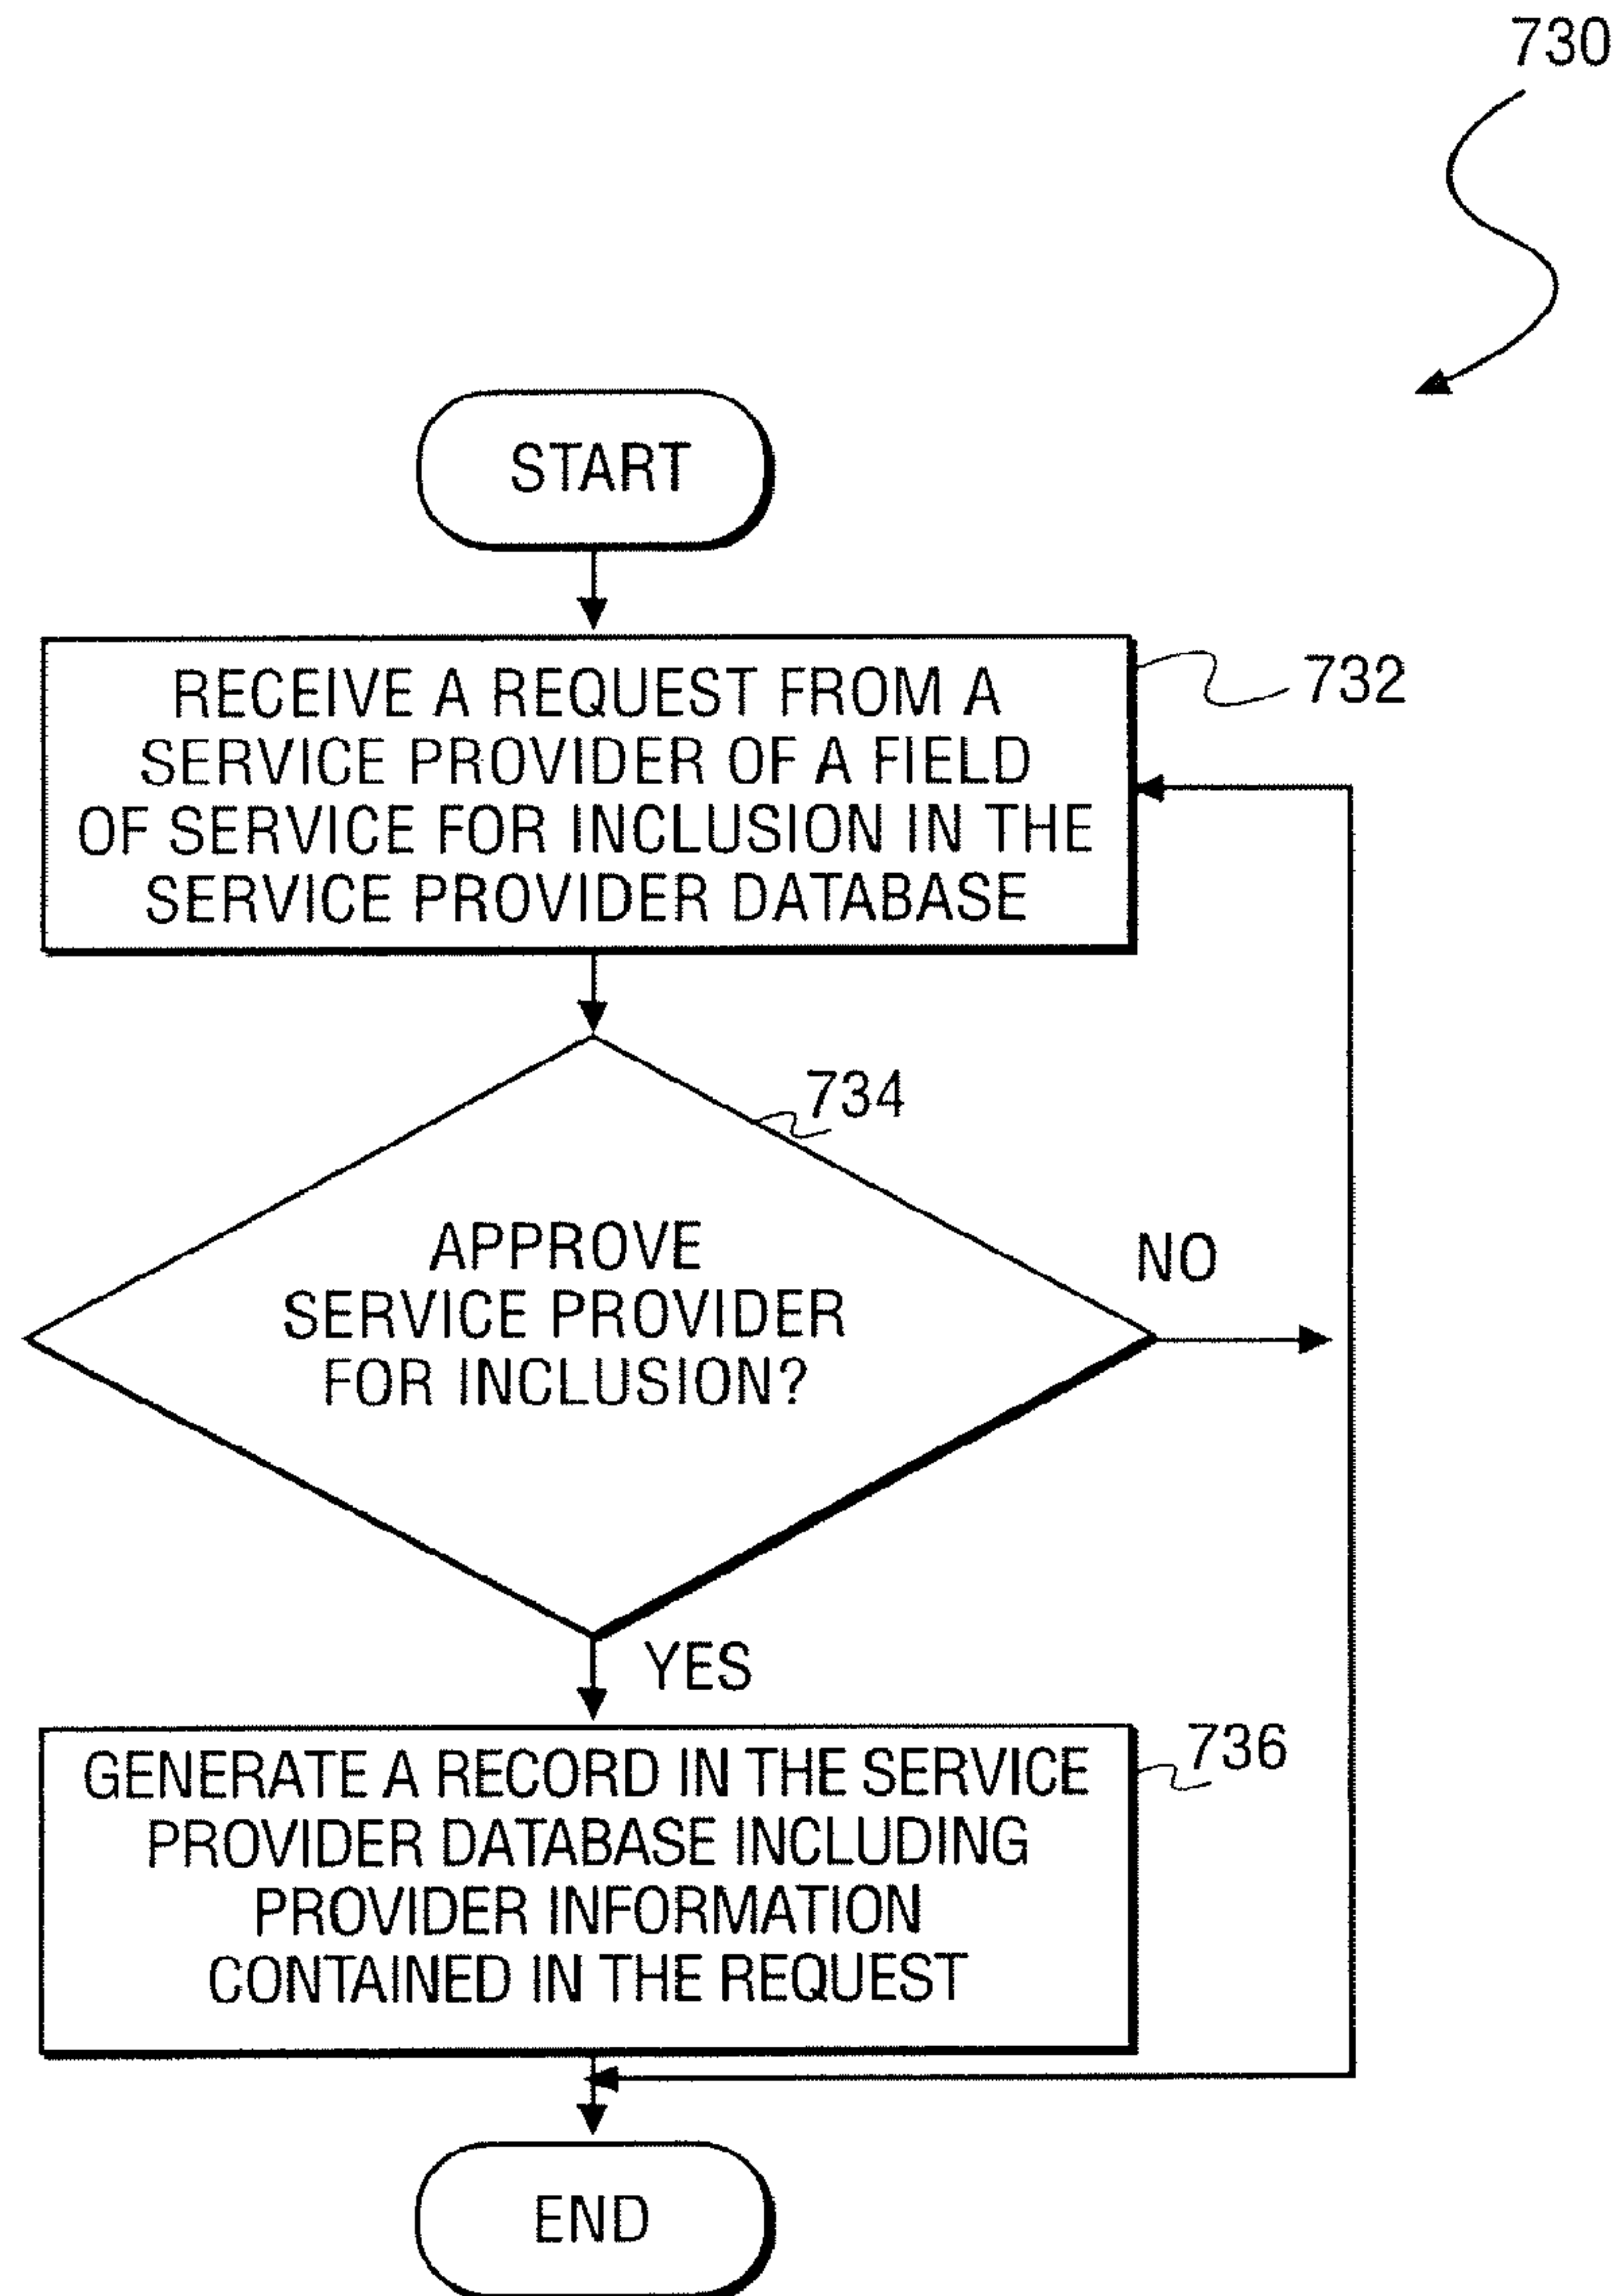 730
START
RECEIVE A REQUEST FROM A
SERVICE PROVIDER OF A FIELD
OF SERVICE FOR INCLUSION IN THE
SERVICE PROVIDER DATABASE
732
734
APPROVE
SERVICE PROVIDER
FOR INCLUSION?
NO
YES
GENERATE A RECORD IN THE SERVICE
PROVIDER DATABASE INCLUDING
PROVIDER INFORMATION
CONTAINED IN THE REQUEST
736
END